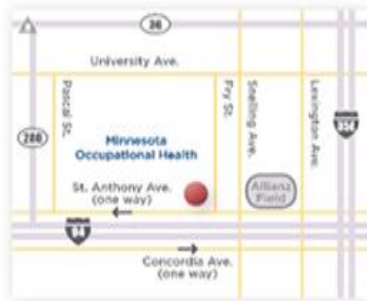 36
University Ave.
Pascal St.
Fry St.
Snelling Ave.
Lexington Ave.
280
Minnesota
Occupational Health
St. Anthony Ave.
(one way)
Allianz
Field
94
Concordia Ave.
(one way)